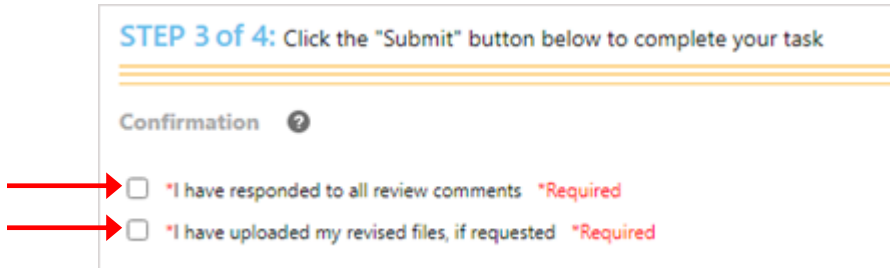 STEP 3 of 4: Click the "Submit" button below to complete your task
Confirmation ?
*I have responded to all review comments *Required
*I have uploaded my revised files, if requested *Required